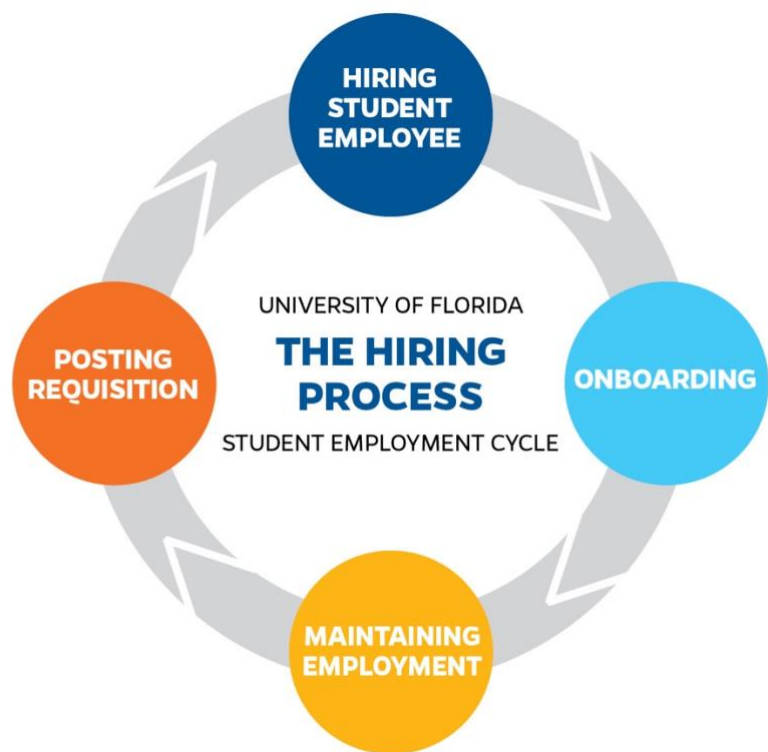 HIRING
STUDENT
EMPLOYEE
UNIVERSITY OF FLORIDA
THE HIRING
PROCESS
STUDENT EMPLOYMENT CYCLE
POSTING
REQUISITION
ONBOARDING
MAINTAINING
EMPLOYMENT